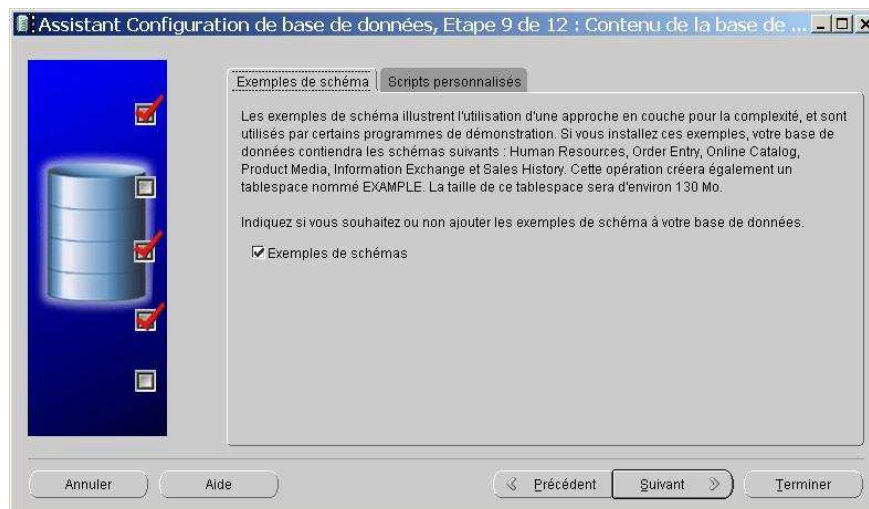 Assistant Configuration de base de données, Etape 9 de 12 : Contenu de la base de ...
Exemples de schéma
Scripts personnalisés
Les exemples de schéma illustrent l'utilisation d'une approche en couche pour la complexité, et sont
utilisés par certains programmes de démonstration. Si vous installez ces exemples, votre base de
données contiendra les schémas suivants : Human Resources, Order Entry, Online Catalog,
Product Media, Information Exchange et Sales History. Cette opération créera également un
tablespace nommé EXAMPLE. La taille de ce tablespace sera d'environ 130 Mo.
Indiquez si vous souhaitez ou non ajouter les exemples de schéma à votre base de données.
Exemples de schémas
Annuler
Aide
Précédent
Suivant
Terminer